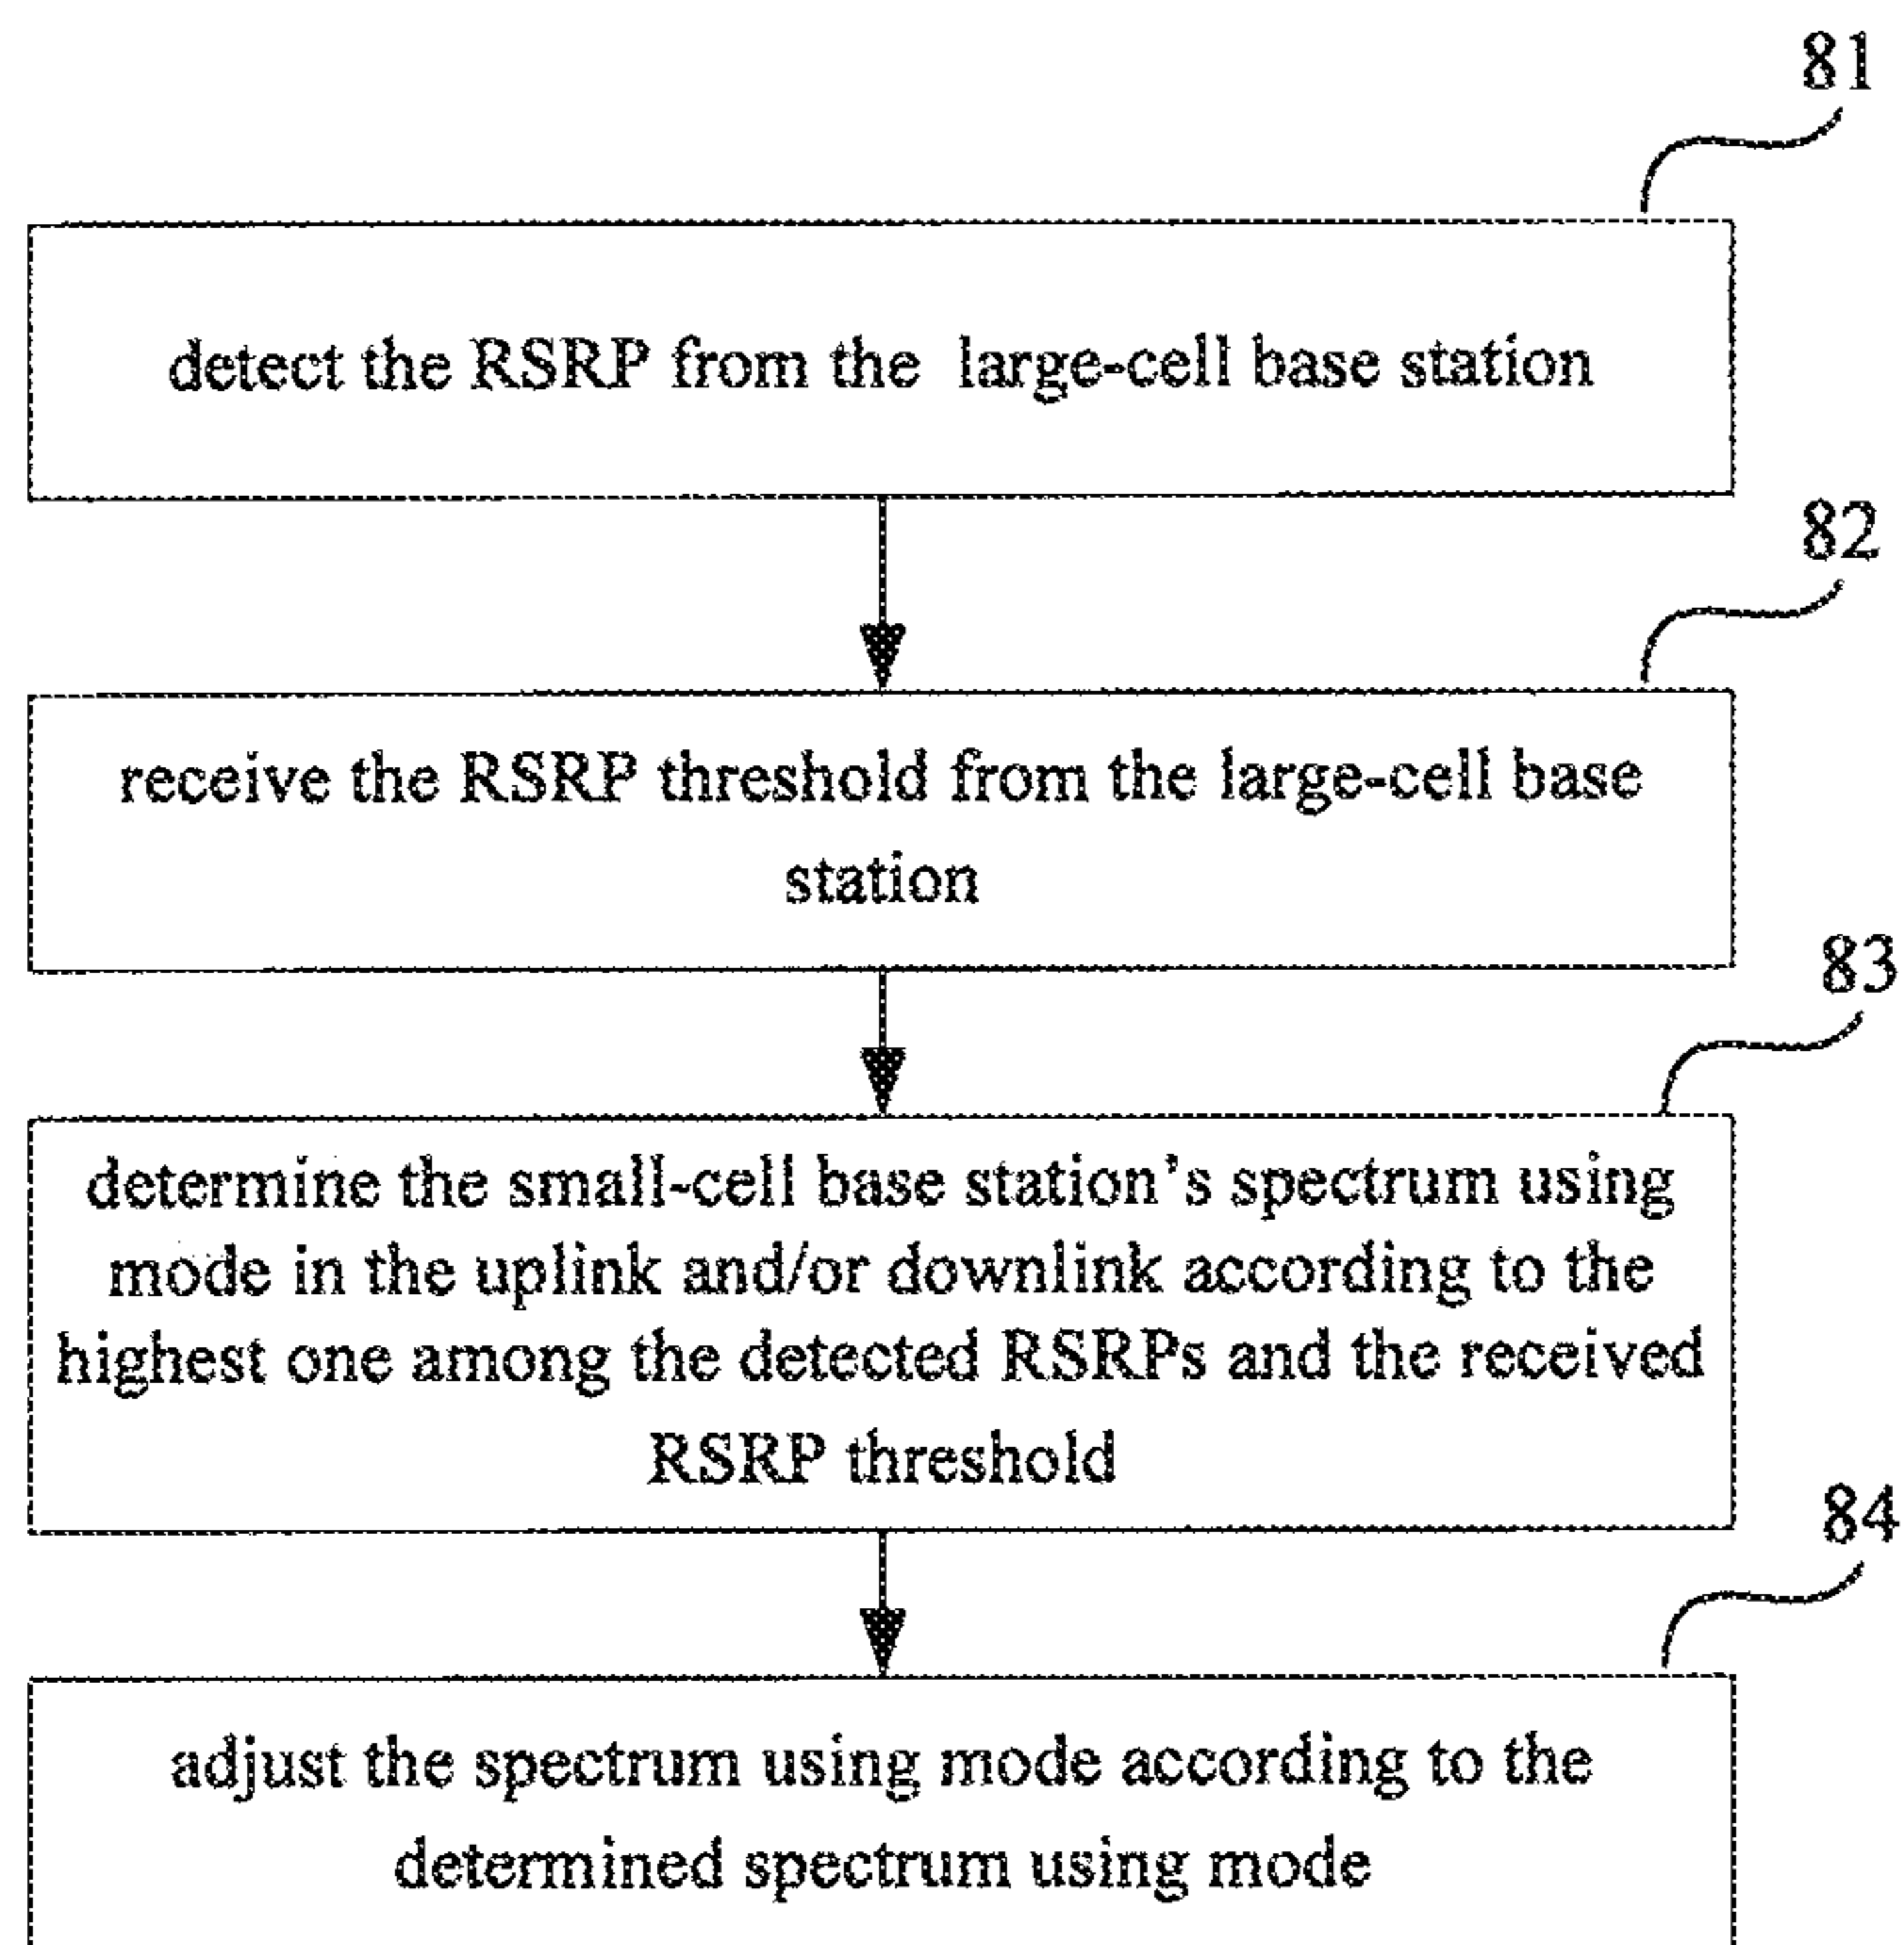 81
detect the RSRP from the large-cell base station
82
receive the RSRP threshold from the large-cell base
station
83
determine the small-cell base station's spectrum using
mode in the uplink and/or downlink according to the
highest one among the detected RSRPs and the received
RSRP threshold
84
adjust the spectrum using mode according to the
determined spectrum using mode